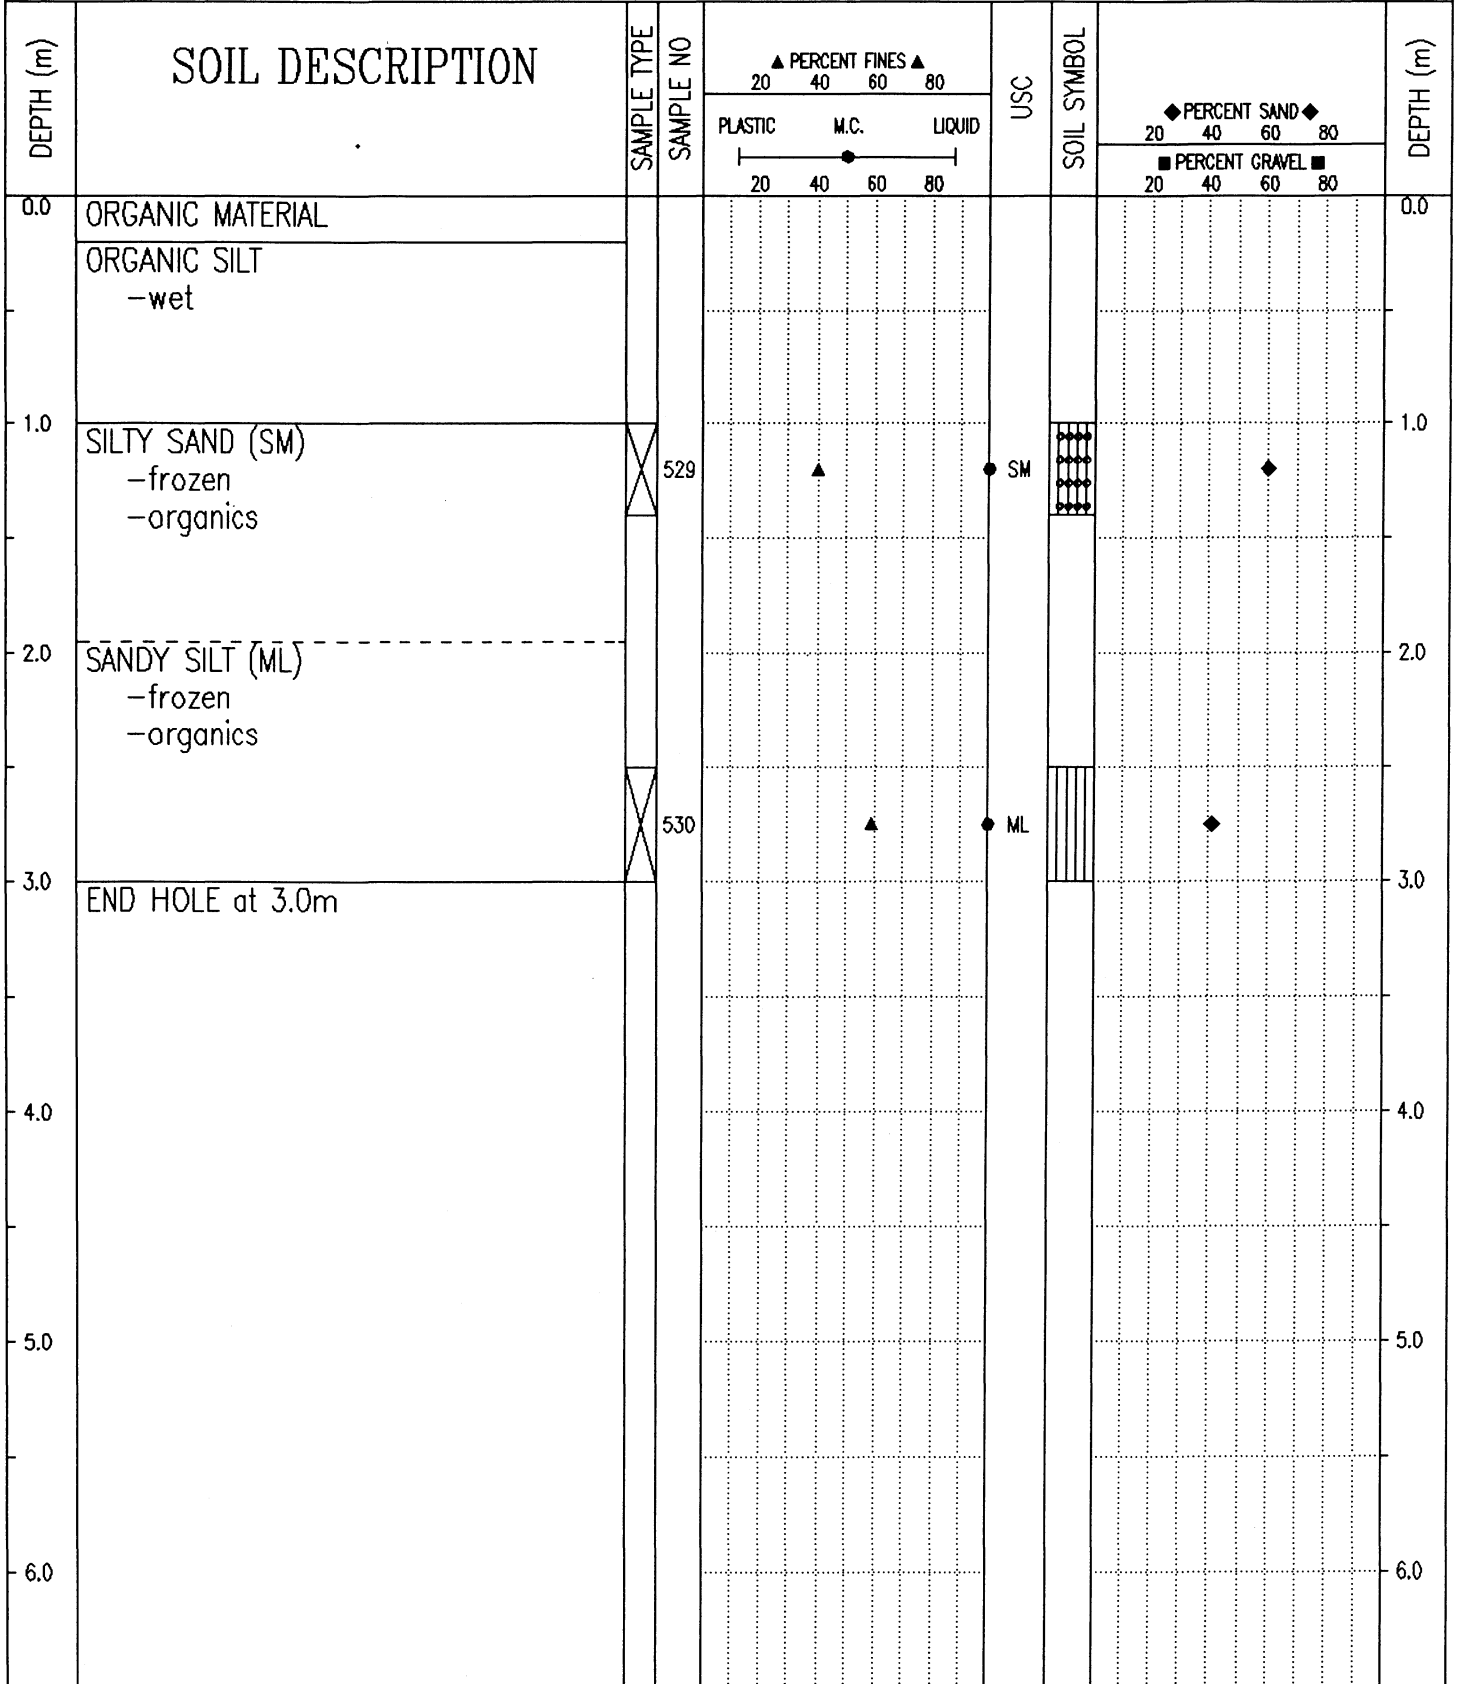 DEPTH (m)
SOIL DESCRIPTION
SAMPLE TYPE
SAMPLE NO
▲ PERCENT FINES ▲
20 40 60 80
PLASTIC M.C. LIQUID
20 40 60 80
USC
SOIL SYMBOL
◆ PERCENT SAND ◆
20 40 60 80
■ PERCENT GRAVEL ■
20 40 60 80
DEPTH (m)
0.0 ORGANIC MATERIAL 0.0
ORGANIC SILT
-wet
1.0 1.0
SILTY SAND (SM)
529 SM
-frozen
-organics
2.0 SANDY SILT (ML) 2.0
-frozen
-organics
530 ML
3.0 3.0
END HOLE at 3.0m
4.0 4.0
5.0 5.0
6.0 6.0